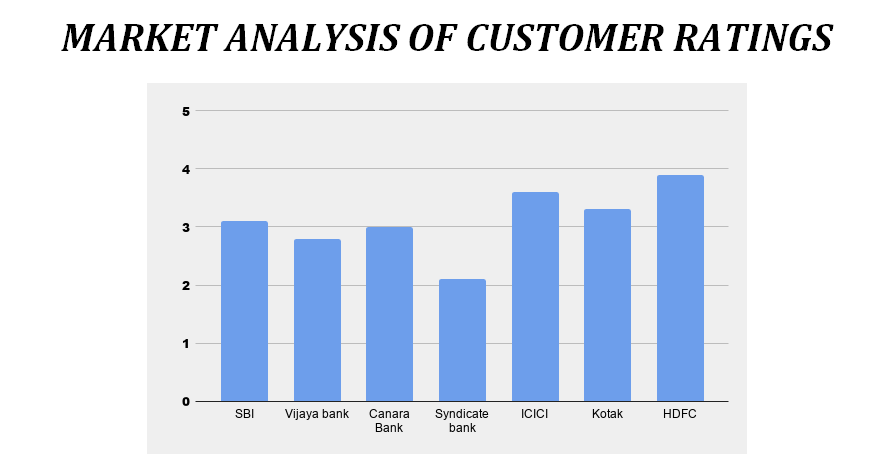 MARKET ANALYSIS OF CUSTOMER RATINGS
5
4
3
2
1
0
SBI
Vijaya bank
Canara
Bank
Syndicate
bank
ICICI
Kotak
HDFC